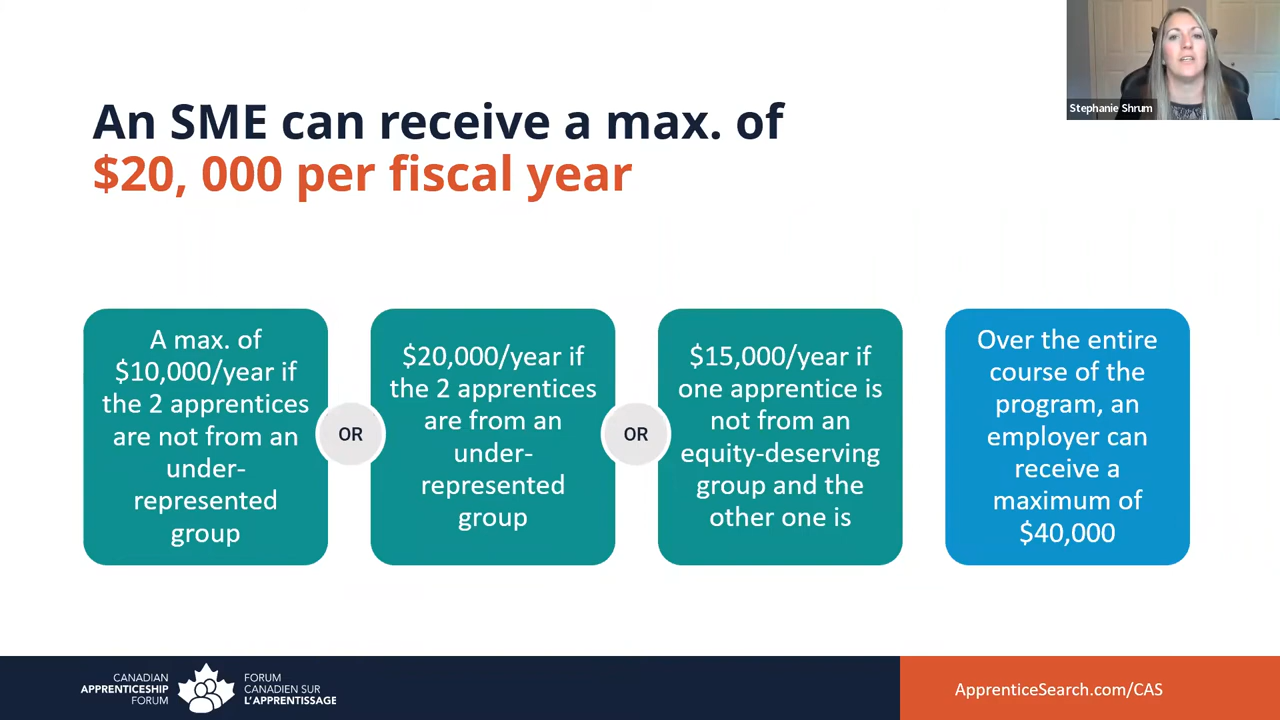 Stephanie Shrum
An SME can receive a max. of
$20, 000 per fiscal year
A max. of
$10,000/year if
the 2 apprentices
are not from an
under-
represented
group
OR
$20,000/year if
the 2 apprentices
are from an
under-
represented
group
OR
$15,000/year if
one apprentice is
not from an
equity-deserving
group and the
other one is
Over the entire
course of the
program, an
employer can
receive a
maximum of
$40,000
CANADIAN
APPRENTICESHIP
FORUM
FORUM
CANADIEN SUR
L'APPRENTISSAGE
ApprenticeSearch.com/CAS